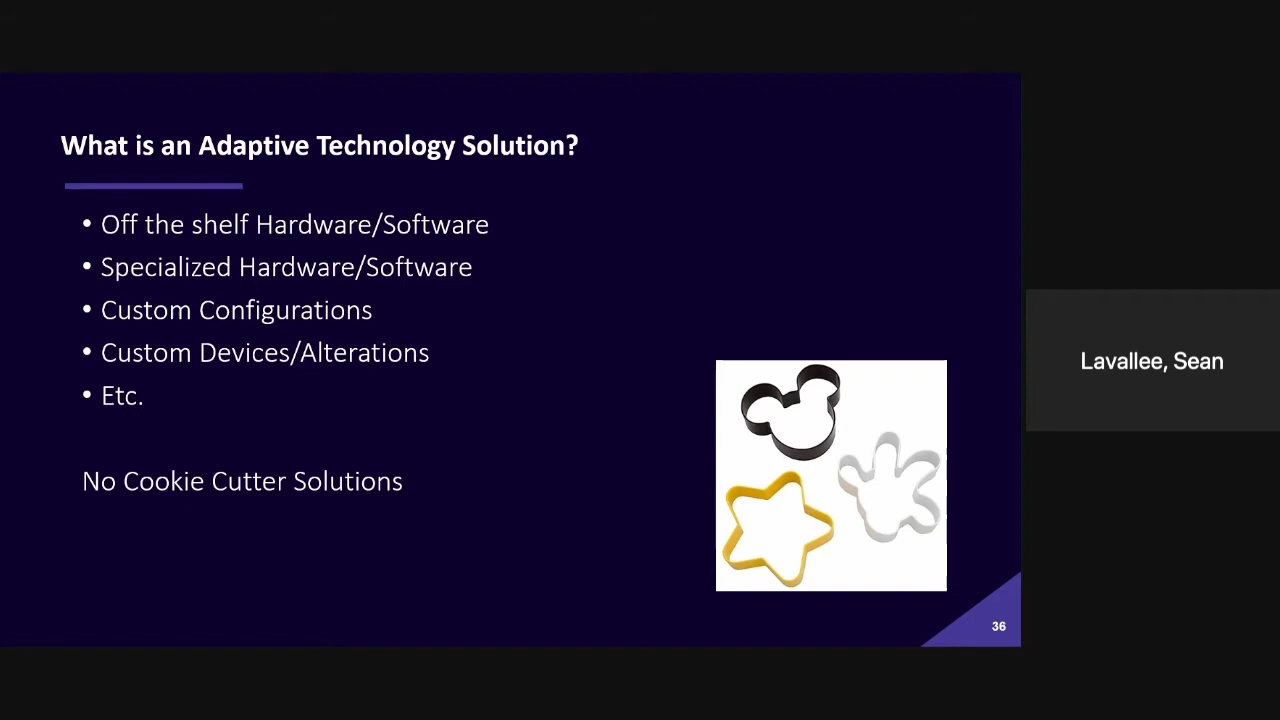 What is an Adaptive Technology Solution?
• Off the shelf Hardware/Software
• Specialized Hardware/Software
• Custom Configurations
• Custom Devices/Alterations
• Etc.
No Cookie Cutter Solutions
Lavallee, Sean
36